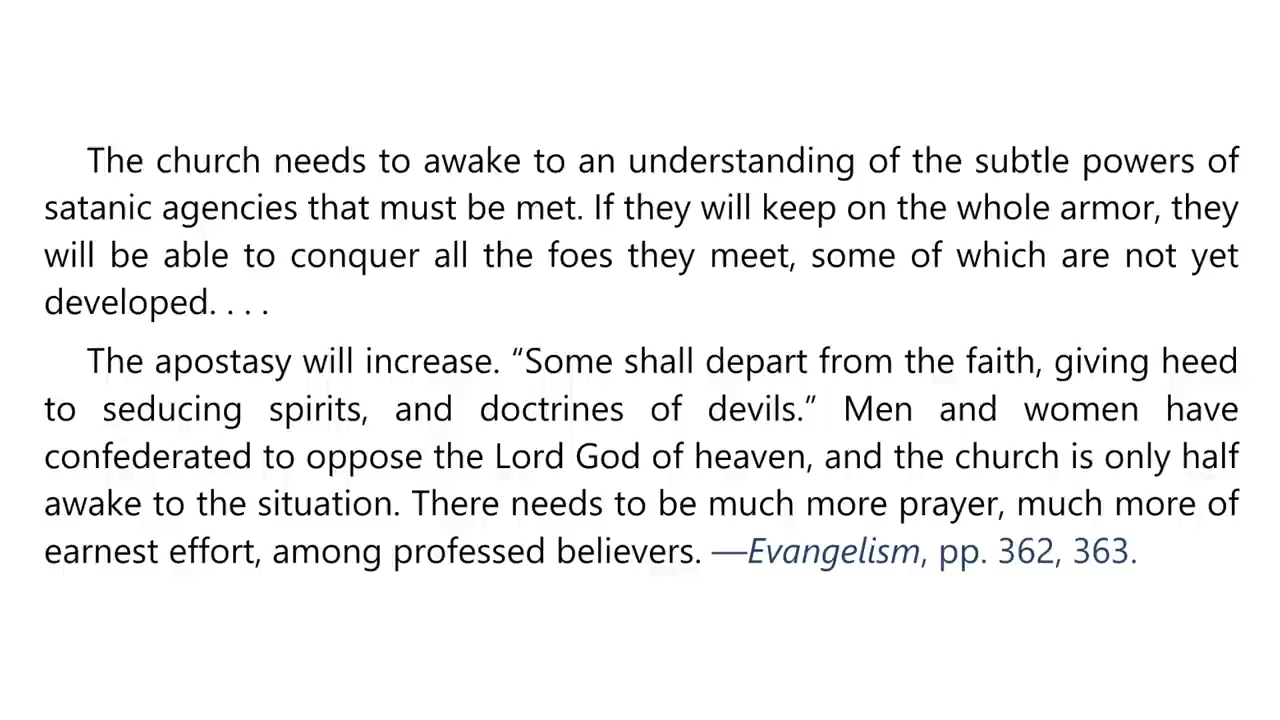 The church needs to awake to an understanding of the subtle powers of
satanic agencies that must be met. If they will keep on the whole armor, they
will be able to conquer all the foes they meet, some of which are not yet
developed. . . .
The apostasy will increase. “Some shall depart from the faith, giving heed
to seducing spirits, and doctrines of devils.” Men and women have
confederated to oppose the Lord God of heaven, and the church is only half
awake to the situation. There needs to be much more prayer, much more of
earnest effort, among professed believers. —Evangelism, pp. 362, 363.